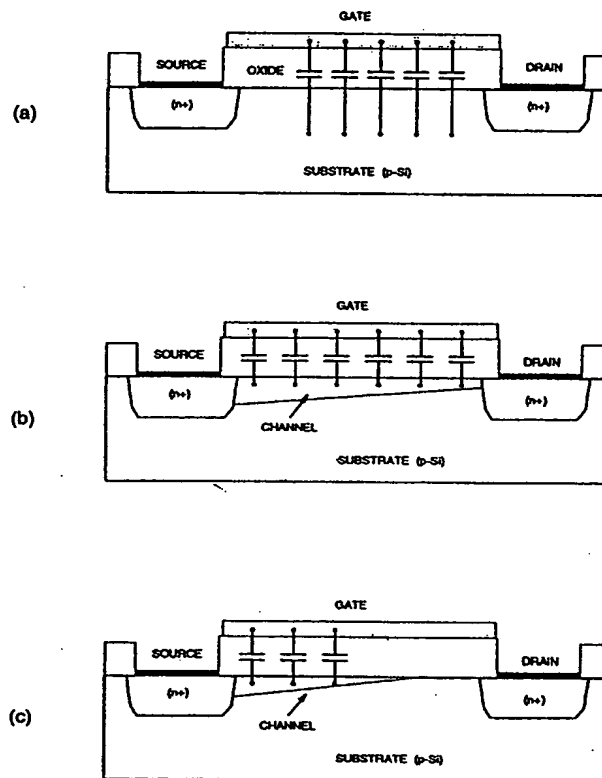 GATE
SOURCE
OXIDE
DRAIN
(n+)
(n+)
(a)
SUBSTRATE (p-Si)
GATE
SOURCE
DRAIN
(n+)
(n+)
(b)
CHANNEL
SUBSTRATE (p-Si)
GATE
SOURCE
DRAIN
(n+)
(n+)
(c)
CHANNEL
SUBSTRATE (p-Si)